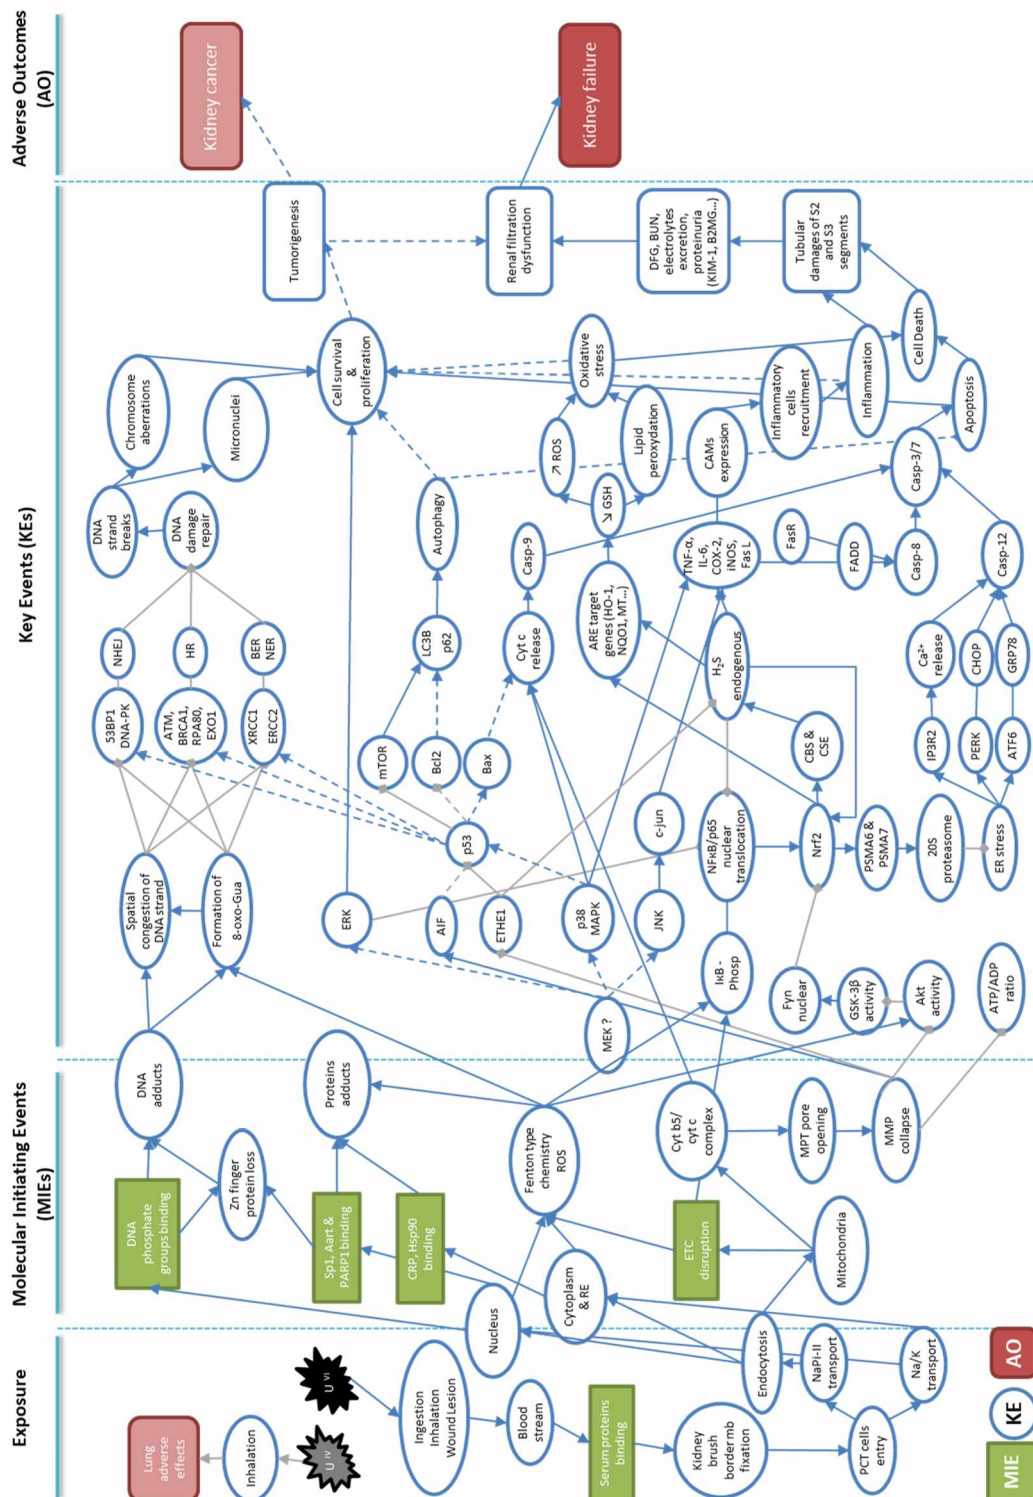 Exposure
Molecular Initiating Events
(MIEs)
Key Events (KEs)
Adverse Outcomes
(AO)
Lung
adverse
effects
Inhalation
U IV
U VI
Ingestion
Inhalation
Wound Lesion
Blood
stream
Serum proteins
binding
Kidney
brush
border mb
fixation
PCT cells
entry
Endocytosis
NaPi-II
transport
Na/K
transport
MIE
KE
AO
DNA
phosphate
groups binding
Sp1, Aart &
PARP1 binding
CRP, Hsp90
binding
Nucleus
Cytoplasm
& RE
ETC
disruption
Mitochondria
Zn finger
protein loss
DNA
adducts
Proteins
adducts
Fenton type
chemistry
ROS
Cyt b5/
cyt c
complex
MPT pore
opening
MMP
collapse
MEK ?
Spatial
congestion of
DNA strand
Formation of
8-oxo-Gua
ERK
AIF
ETHE1
p38
MAPK
JNK
IκB -
Phosp
Fyn
nuclear
GSK-3β
activity
Akt
activity
ATP/ADP
ratio
53BP1
DNA-PK
ATM,
BRCA1,
RPA80,
EXO1
XRCC1
ERCC2
mTOR
Bcl2
Bax
p53
c-jun
NFκB/p65
nuclear
translocation
Nrf2
CBS &
CSE
PSMA6 &
PSMA7
20S
proteasome
ER stress
IP3R2
PERK
ATF6
NHEJ
HR
BER
NER
LC3B
p62
Cyt c
release
ARE target
genes (HO-1,
NQO1, MT...)
H2S
endogenous
Ca2+
release
CHOP
GRP78
DNA
strand
breaks
DNA
damage
repair
Autophagy
Casp-9
↘ GSH
↗ ROS
Lipid
peroxydation
TNF-α,
IL-6,
COX-2,
iNOS,
Fas L
FasR
FADD
Casp-8
Casp-12
Casp-3/7
CAMs
expression
Chromosome
aberrations
Micronuclei
Cell survival
&
proliferation
Oxidative
stress
Inflammatory
cells
recruitment
Inflammation
Apoptosis
Cell Death
Tumorigenesis
Renal filtration
dysfunction
DFG, BUN,
electrolytes
excretion,
proteinuria
(KIM-1, B2MG...)
Tubular
damages of S2
and S3
segments
Kidney cancer
Kidney failure